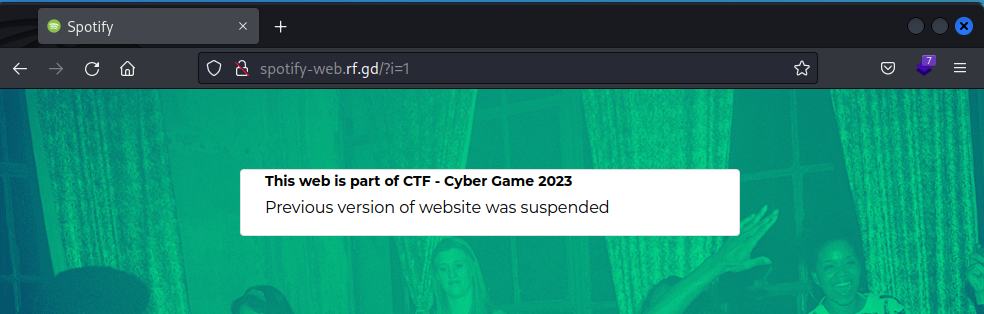 Spotify
spotify-web.rf.gd/?i=1
7
This web is part of CTF - Cyber Game 2023
Previous version of website was suspended